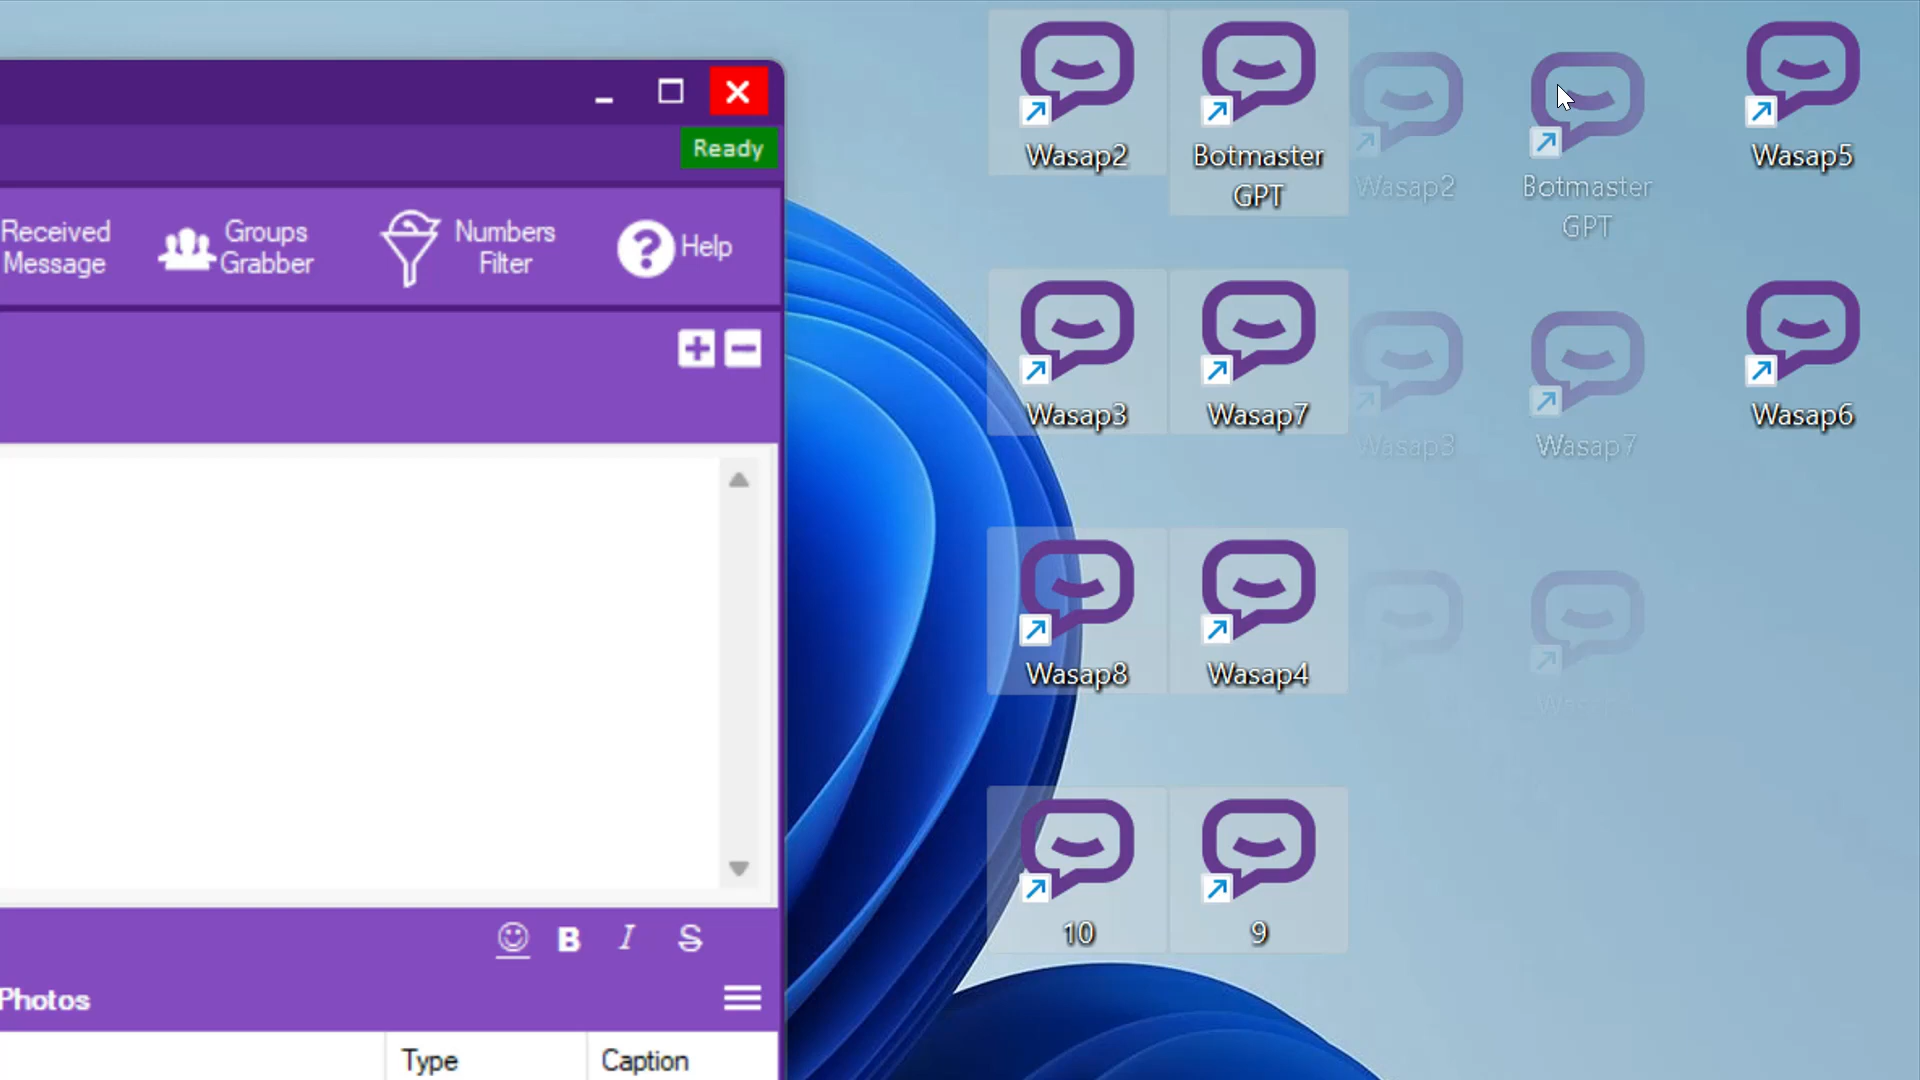 Ready
Received
Message
Groups
Grabber
Numbers
Filter
Help
B I S
Photos
Type
Caption
Wasap2
Botmaster
GPT
Wasap2
Botmaster
GPT
Wasap5
Wasap3
Wasap7
Wasap3
Wasap7
Wasap6
Wasap8
Wasap4
10
9